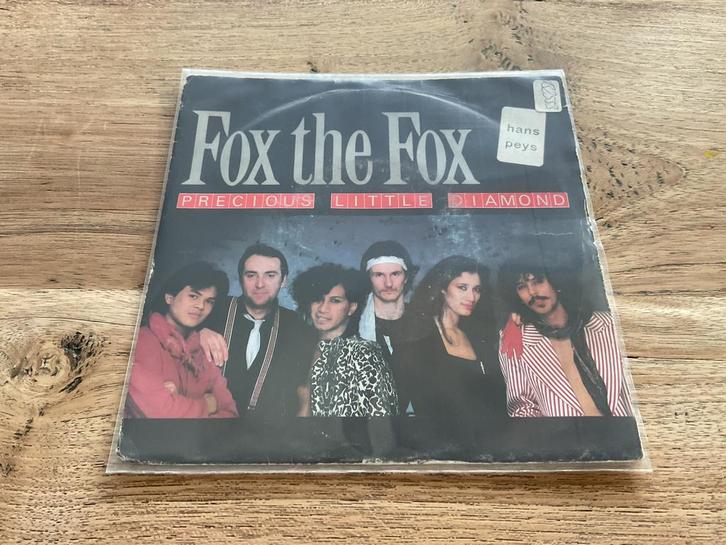 Fox the Fox
hans
peys
PRECIOUS LITTLE DIAMOND